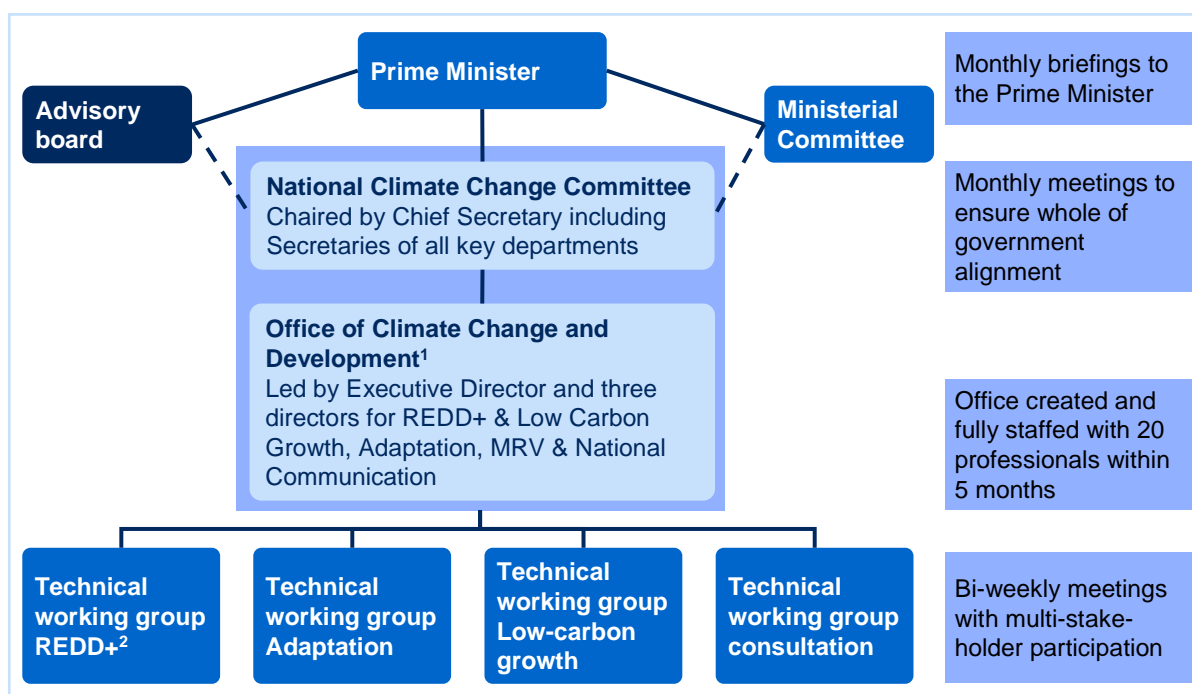 Prime Minister
Advisory
board
Ministerial
Committee
Monthly briefings to
the Prime Minister
National Climate Change Committee
Chaired by Chief Secretary including
Secretaries of all key departments
Monthly meetings to
ensure whole of
government
alignment
Office of Climate Change and
Development¹
Led by Executive Director and three
directors for REDD+ & Low Carbon
Growth, Adaptation, MRV & National
Communication
Office created and
fully staffed with 20
professionals within
5 months
Technical
working group
REDD+²
Technical
working group
Adaptation
Technical
working group
Low-carbon
growth
Technical
working group
consultation
Bi-weekly meetings
with multi-stake-
holder participation